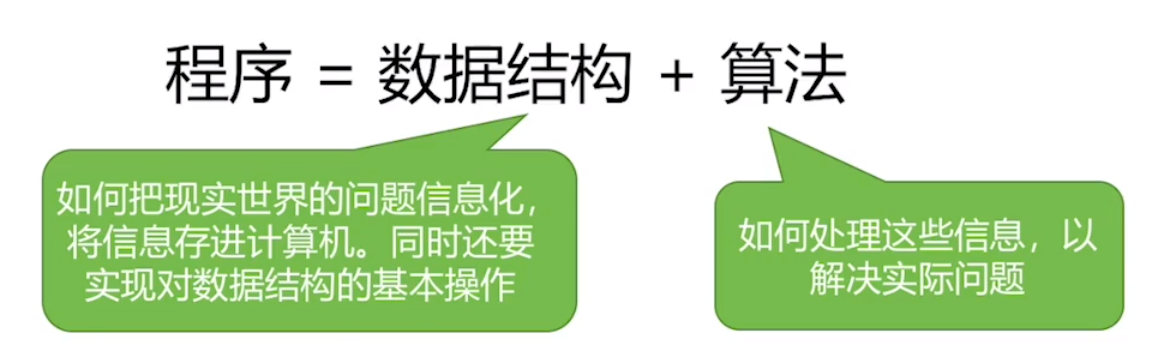 程序 = 数据结构 + 算法
如何把现实世界的问题信息化，
将信息存进计算机。同时还要
实现对数据结构的基本操作
如何处理这些信息，以
解决实际问题